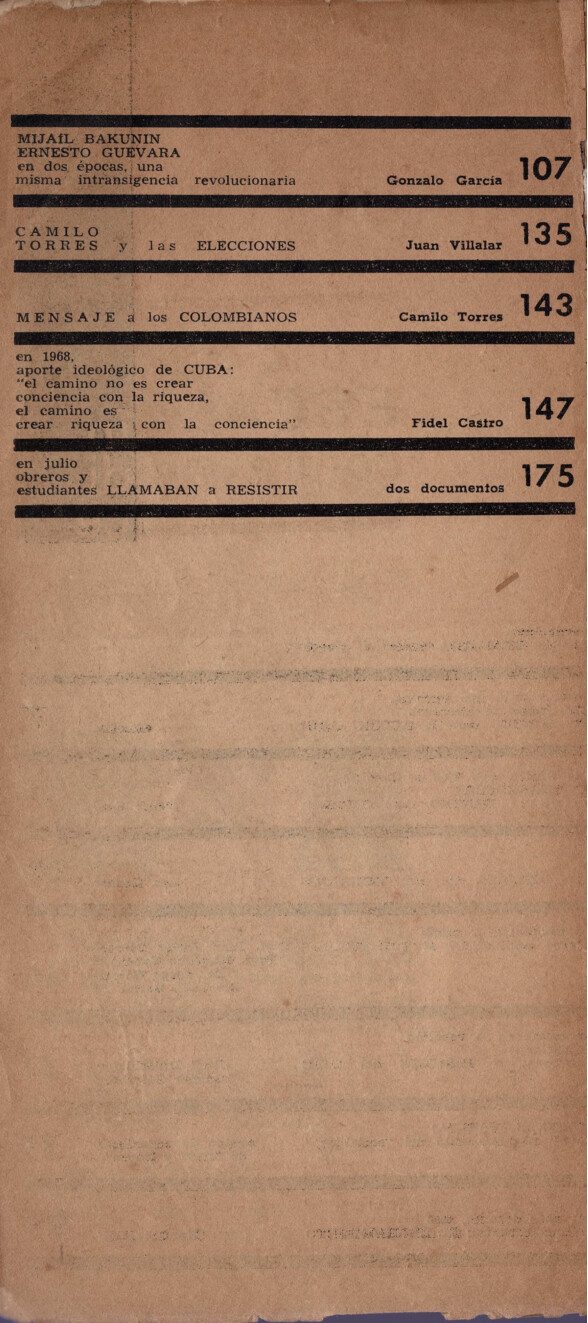 MIJAíL BAKUNIN
ERNESTO GUEVARA
en dos épocas, una
misma intransigencia revolucionaria Gonzalo García 107
CAMILO
TORRES y las ELECCIONES Juan Villalar 135
MENSAJE a los COLOMBIANOS Camilo Torres 143
en 1968,
aporte ideológico de CUBA:
"el camino no es crear
conciencia con la riqueza,
el camino es
crear riqueza con la conciencia" Fidel Castro 147
en julio
obreros y
estudiantes LLAMABAN a RESISTIR dos documentos 175